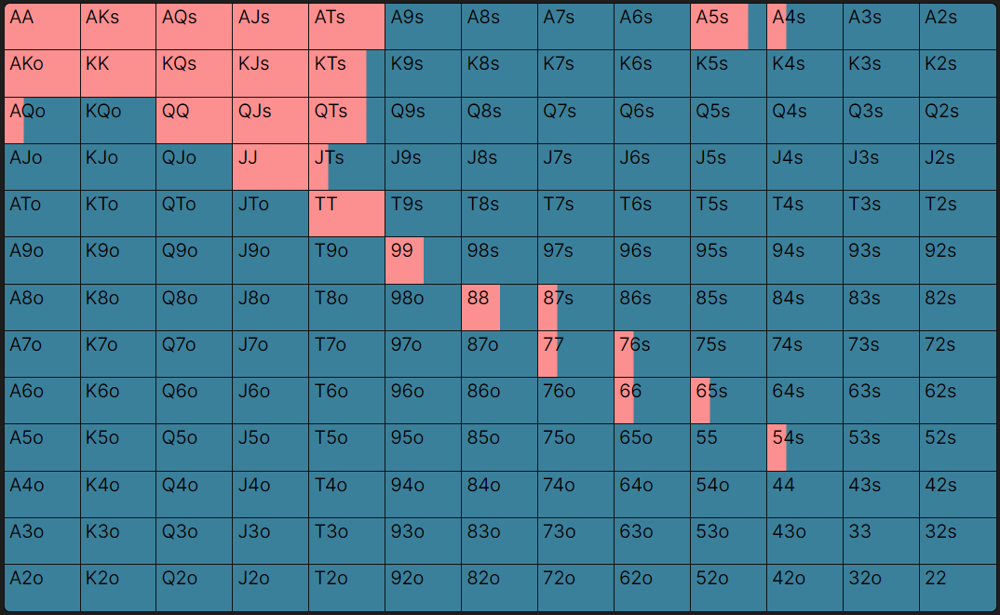 AA AKs AQs AJs ATs A9s A8s A7s A6s A5s A4s A3s A2s
AKo KK KQs KJs KTs K9s K8s K7s K6s K5s K4s K3s K2s
AQo KQo QQ QJs QTs Q9s Q8s Q7s Q6s Q5s Q4s Q3s Q2s
AJo KJo QJo JJ JTs J9s J8s J7s J6s J5s J4s J3s J2s
ATo KTo QTo JTo TT T9s T8s T7s T6s T5s T4s T3s T2s
A9o K9o Q9o J9o T9o 99 98s 97s 96s 95s 94s 93s 92s
A8o K8o Q8o J8o T8o 98o 88 87s 86s 85s 84s 83s 82s
A7o K7o Q7o J7o T7o 97o 87o 77 76s 75s 74s 73s 72s
A6o K6o Q6o J6o T6o 96o 86o 76o 66 65s 64s 63s 62s
A5o K5o Q5o J5o T5o 95o 85o 75o 65o 55 54s 53s 52s
A4o K4o Q4o J4o T4o 94o 84o 74o 64o 54o 44 43s 42s
A3o K3o Q3o J3o T3o 93o 83o 73o 63o 53o 43o 33 32s
A2o K2o Q2o J2o T2o 92o 82o 72o 62o 52o 42o 32o 22